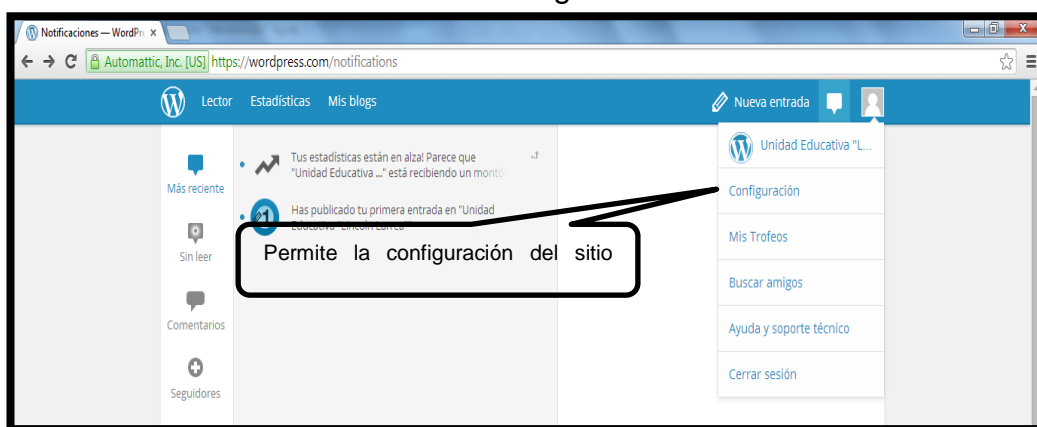 Notificaciones — WordPr
Automattic, Inc. [US] https://wordpress.com/notifications
Lector Estadísticas Mis blogs Nueva entrada
Unidad Educativa "L...
Configuración
Mis Trofeos
Buscar amigos
Ayuda y soporte técnico
Cerrar sesión
Más reciente
Sin leer
Comentarios
Seguidores
Tus estadísticas están en alza! Parece que
"Unidad Educativa ..." está recibiendo un monto
Has publicado tu primera entrada en "Unidad
Permite la configuración del sitio